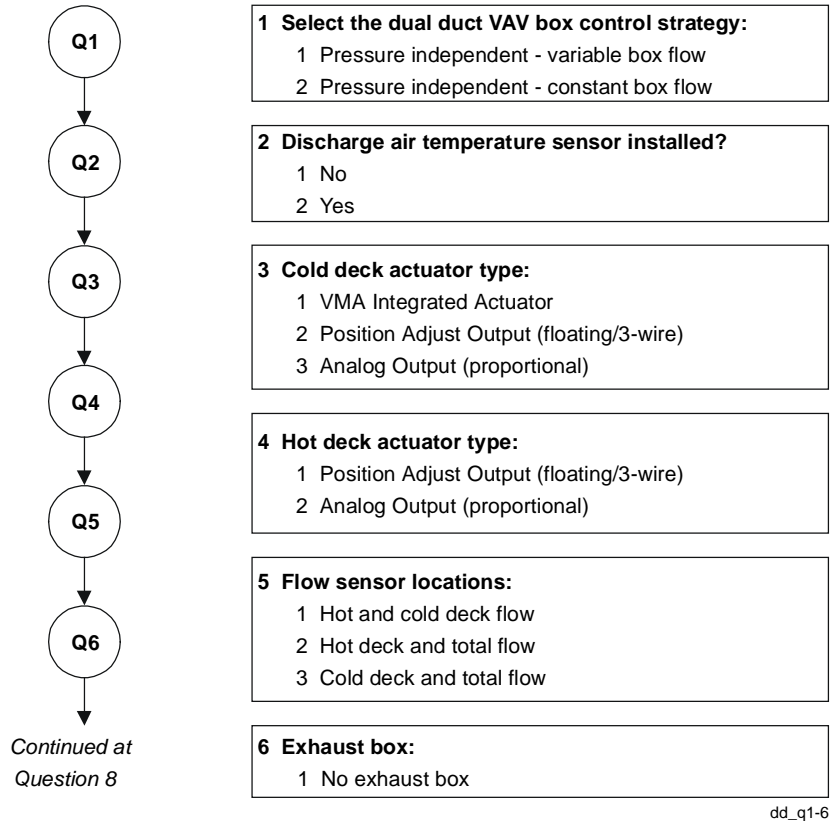 Q1
1 Select the dual duct VAV box control strategy:
1 Pressure independent - variable box flow
2 Pressure independent - constant box flow
Q2
2 Discharge air temperature sensor installed?
1 No
2 Yes
Q3
3 Cold deck actuator type:
1 VMA Integrated Actuator
2 Position Adjust Output (floating/3-wire)
3 Analog Output (proportional)
Q4
4 Hot deck actuator type:
1 Position Adjust Output (floating/3-wire)
2 Analog Output (proportional)
Q5
5 Flow sensor locations:
1 Hot and cold deck flow
2 Hot deck and total flow
3 Cold deck and total flow
Q6
Continued at
Question 8
6 Exhaust box:
1 No exhaust box
dd_q1-6